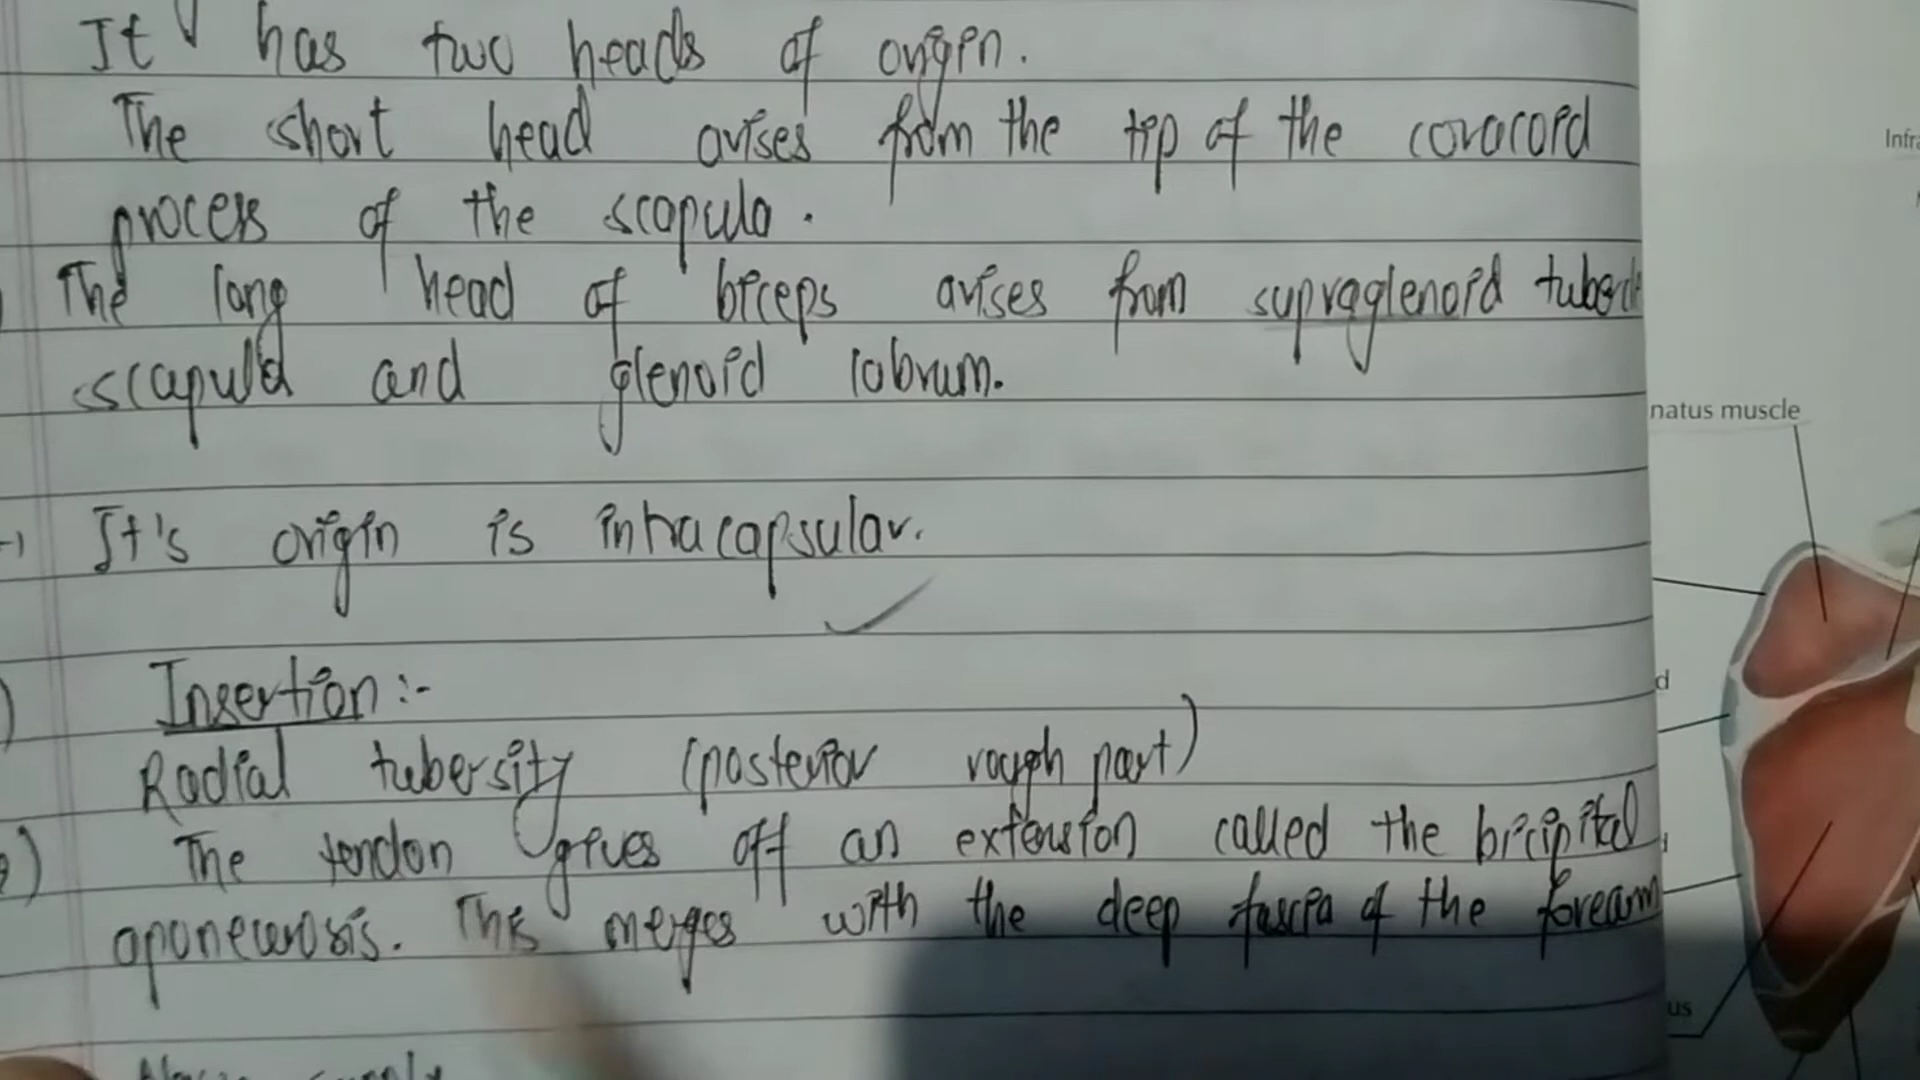 It has two heads of origin.
The short head arises from the tip of the coracoid
process of the scapula.
The long head of biceps arises from supraglenoid
scapula and glenoid labrum.
It's origin is intracapsular.
Insertion :-
Radial tubersity (posterior rough part)
The tendon gives off an extension called the bicipital
aponeurosis. This merges with the deep fascia of the forearm
supply
Infra
natus muscle
d
us